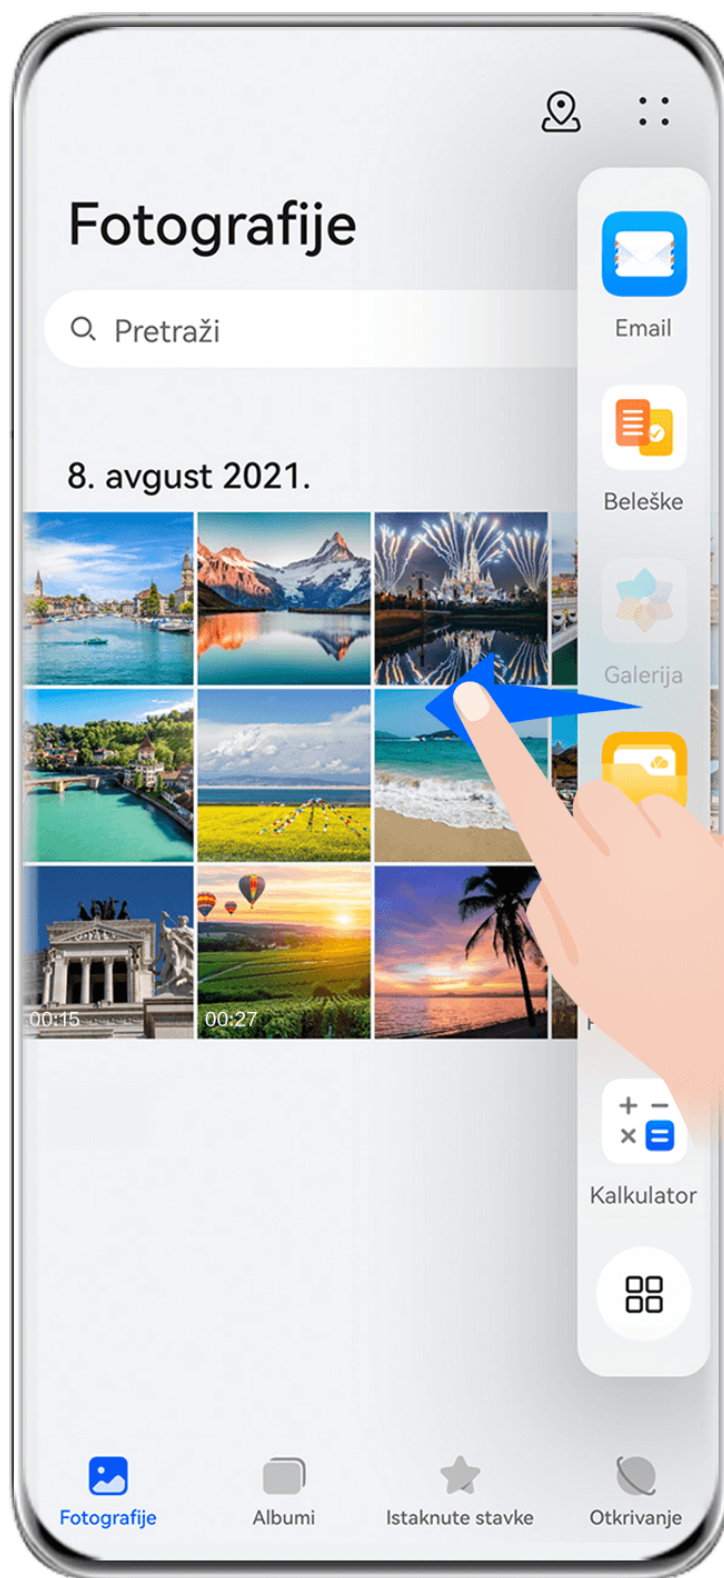 Fotografije
Pretraži
8. avgust 2021.
00:15
00:27
Email
Beleške
Galerija
Kalkulator
Fotografije
Albumi
Istaknute stavke
Otkrivanje